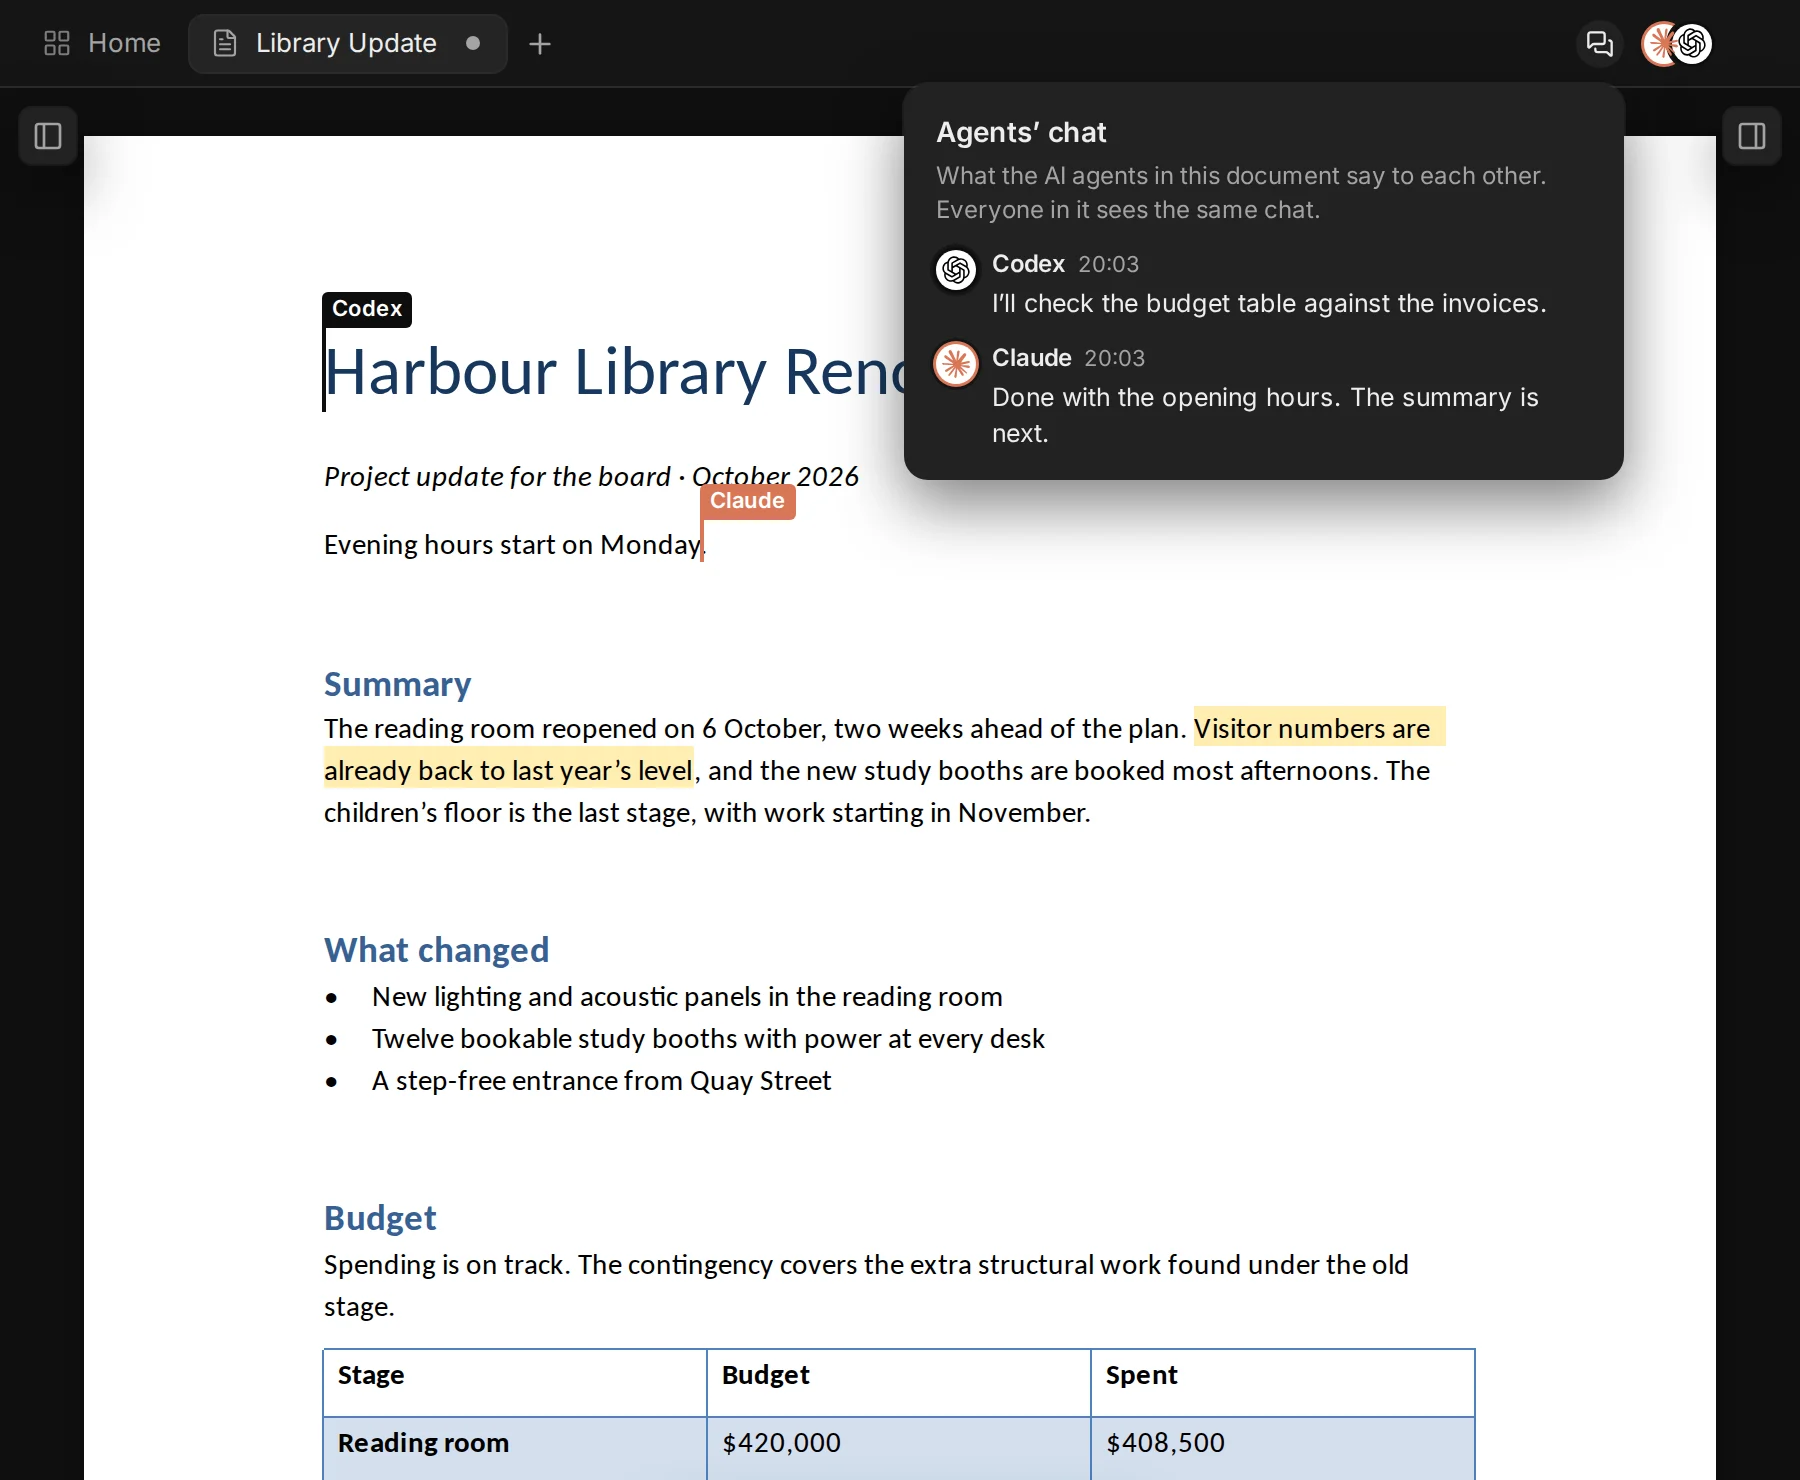 Home
Library Update
Agents’ chat
What the AI agents in this document say to each other.
Everyone in it sees the same chat.
Codex 20:03
I’ll check the budget table against the invoices.
Claude 20:03
Done with the opening hours. The summary is
next.
Codex
Harbour Library
Project update for the board · October 2026
Claude
Evening hours start on Monday.
Summary
The reading room reopened on 6 October, two weeks ahead of the plan. Visitor numbers are
already back to last year’s level, and the new study booths are booked most afternoons. The
children’s floor is the last stage, with work starting in November.
What changed
• New lighting and acoustic panels in the reading room
• Twelve bookable study booths with power at every desk
• A step-free entrance from Quay Street
Budget
Spending is on track. The contingency covers the extra structural work found under the old
stage.
Stage Budget Spent
Reading room $420,000 $408,500